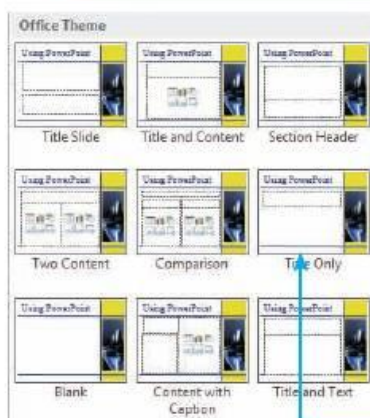 Office Theme
Using PowerPoint Using PowerPoint Using PowerPoint
Title Slide Title and Content Section Header
Using PowerPoint Using PowerPoint Using PowerPoint
Two Content Comparison Title Only
Using PowerPoint Using PowerPoint Using PowerPoint
Blank Content with Title and Text
Caption